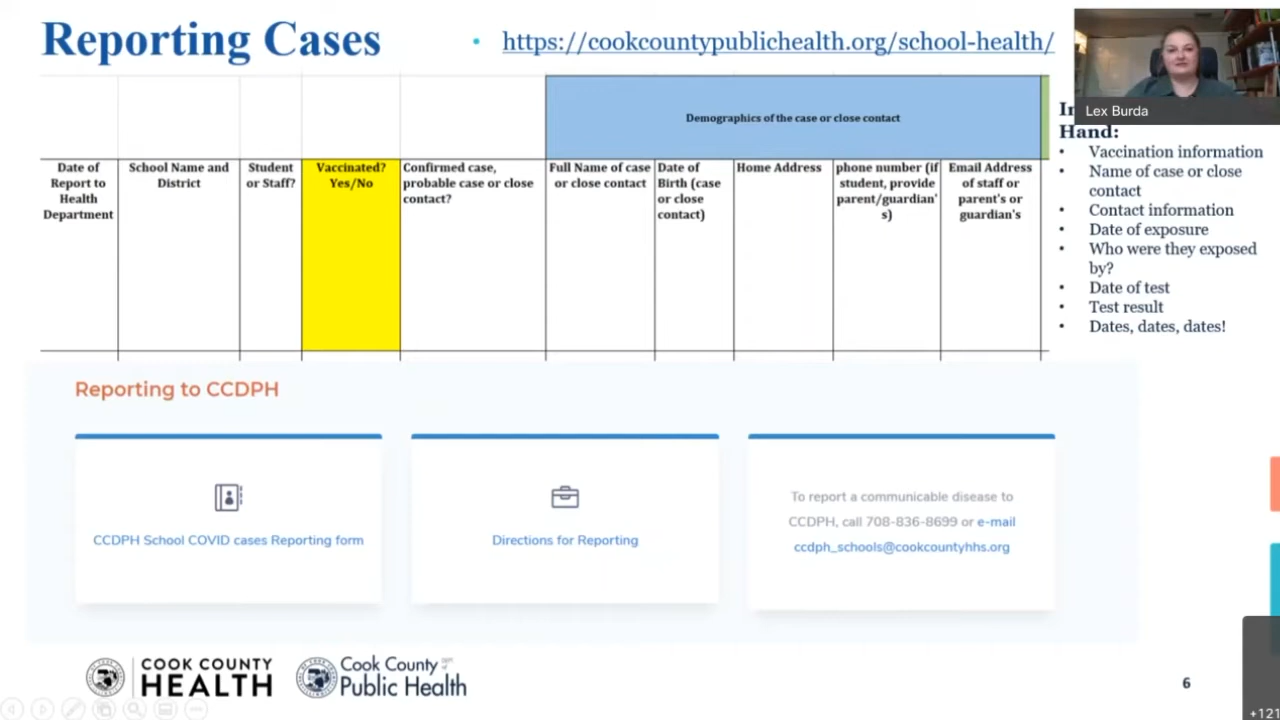 Reporting Cases
• https://cookcountypublichealth.org/school-health/
Lex Burda
Demographics of the case or close contact
Date of
Report to
Health
Department
School Name and
District
Student
or Staff?
Vaccinated?
Yes/No
Confirmed case,
probable case or close
contact?
Full Name of case
or close contact
Date of
Birth (case
or close
contact)
Home Address
phone number (if
student, provide
parent/guardian'
s)
Email Address
of staff or
parent's or
guardian's
Hand:
• Vaccination information
• Name of case or close
contact
• Contact information
• Date of exposure
• Who were they exposed
by?
• Date of test
• Test result
• Dates, dates, dates!
Reporting to CCDPH
CCDPH School COVID cases Reporting form
Directions for Reporting
To report a communicable disease to
CCDPH, call 708-836-8699 or e-mail
ccdph_schools@cookcountyhhs.org
COOK COUNTY
HEALTH
Cook County
Public Health
6
+121